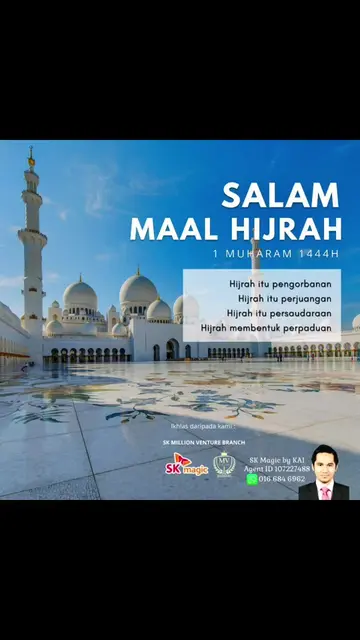 SALAM
MAAL HIJRAH
1 MUHARAM 1444H
Hijrah itu pengorbanan
Hijrah itu perjuangan
Hijrah itu persaudaraan
Hijrah membentuk perpaduan
Ikhlas daripada kami :
SK MILLION VENTURE BRANCH
SK magic
MV
SK Magic by KAI
Agent ID 107227488
016 684 6962